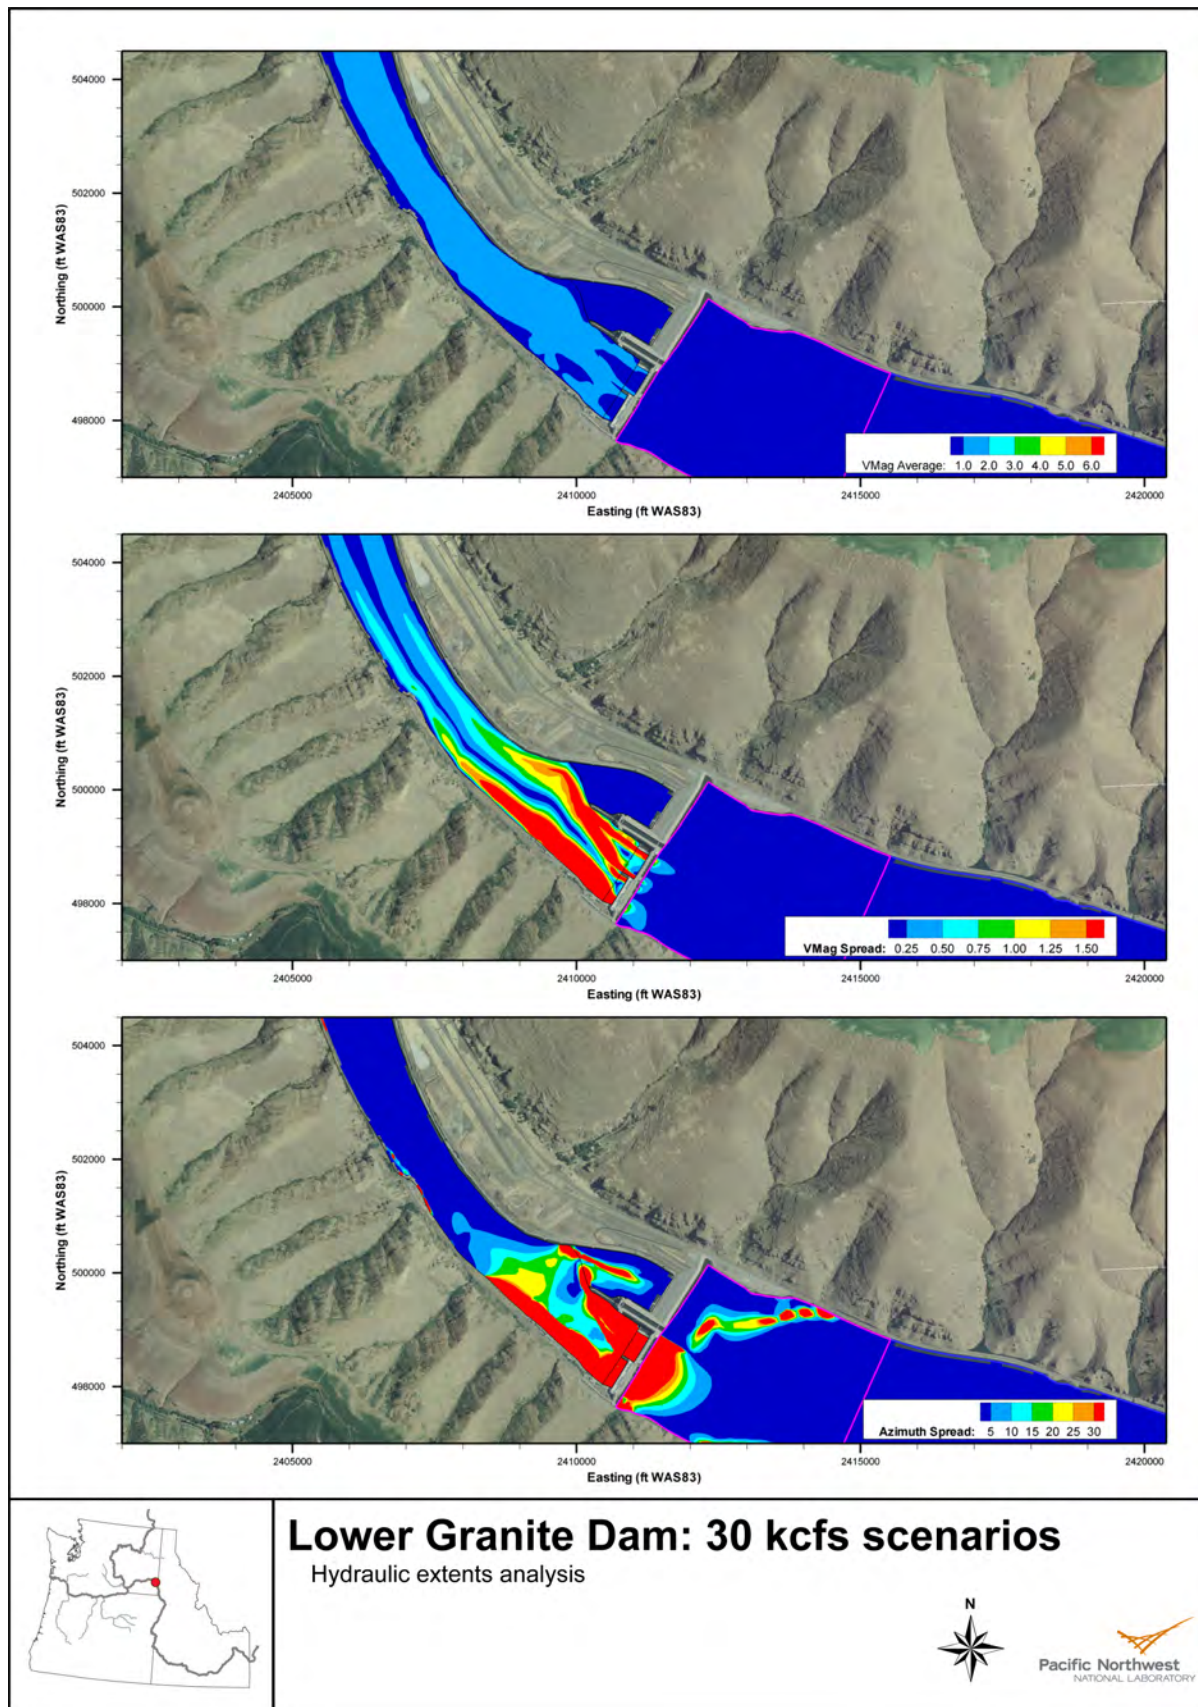 504000
502000
500000
498000
Northing (ft WAS83)
VMag Average: 1.0 2.0 3.0 4.0 5.0 6.0
2405000 2410000 2415000 2420000
Easting (ft WAS83)
504000
502000
500000
498000
Northing (ft WAS83)
VMag Spread: 0.25 0.50 0.75 1.00 1.25 1.50
2405000 2410000 2415000 2420000
Easting (ft WAS83)
504000
502000
500000
498000
Northing (ft WAS83)
Azimuth Spread: 5 10 15 20 25 30
2405000 2410000 2415000 2420000
Easting (ft WAS83)
Lower Granite Dam: 30 kcfs scenarios
Hydraulic extents analysis
N
Pacific Northwest
NATIONAL LABORATORY